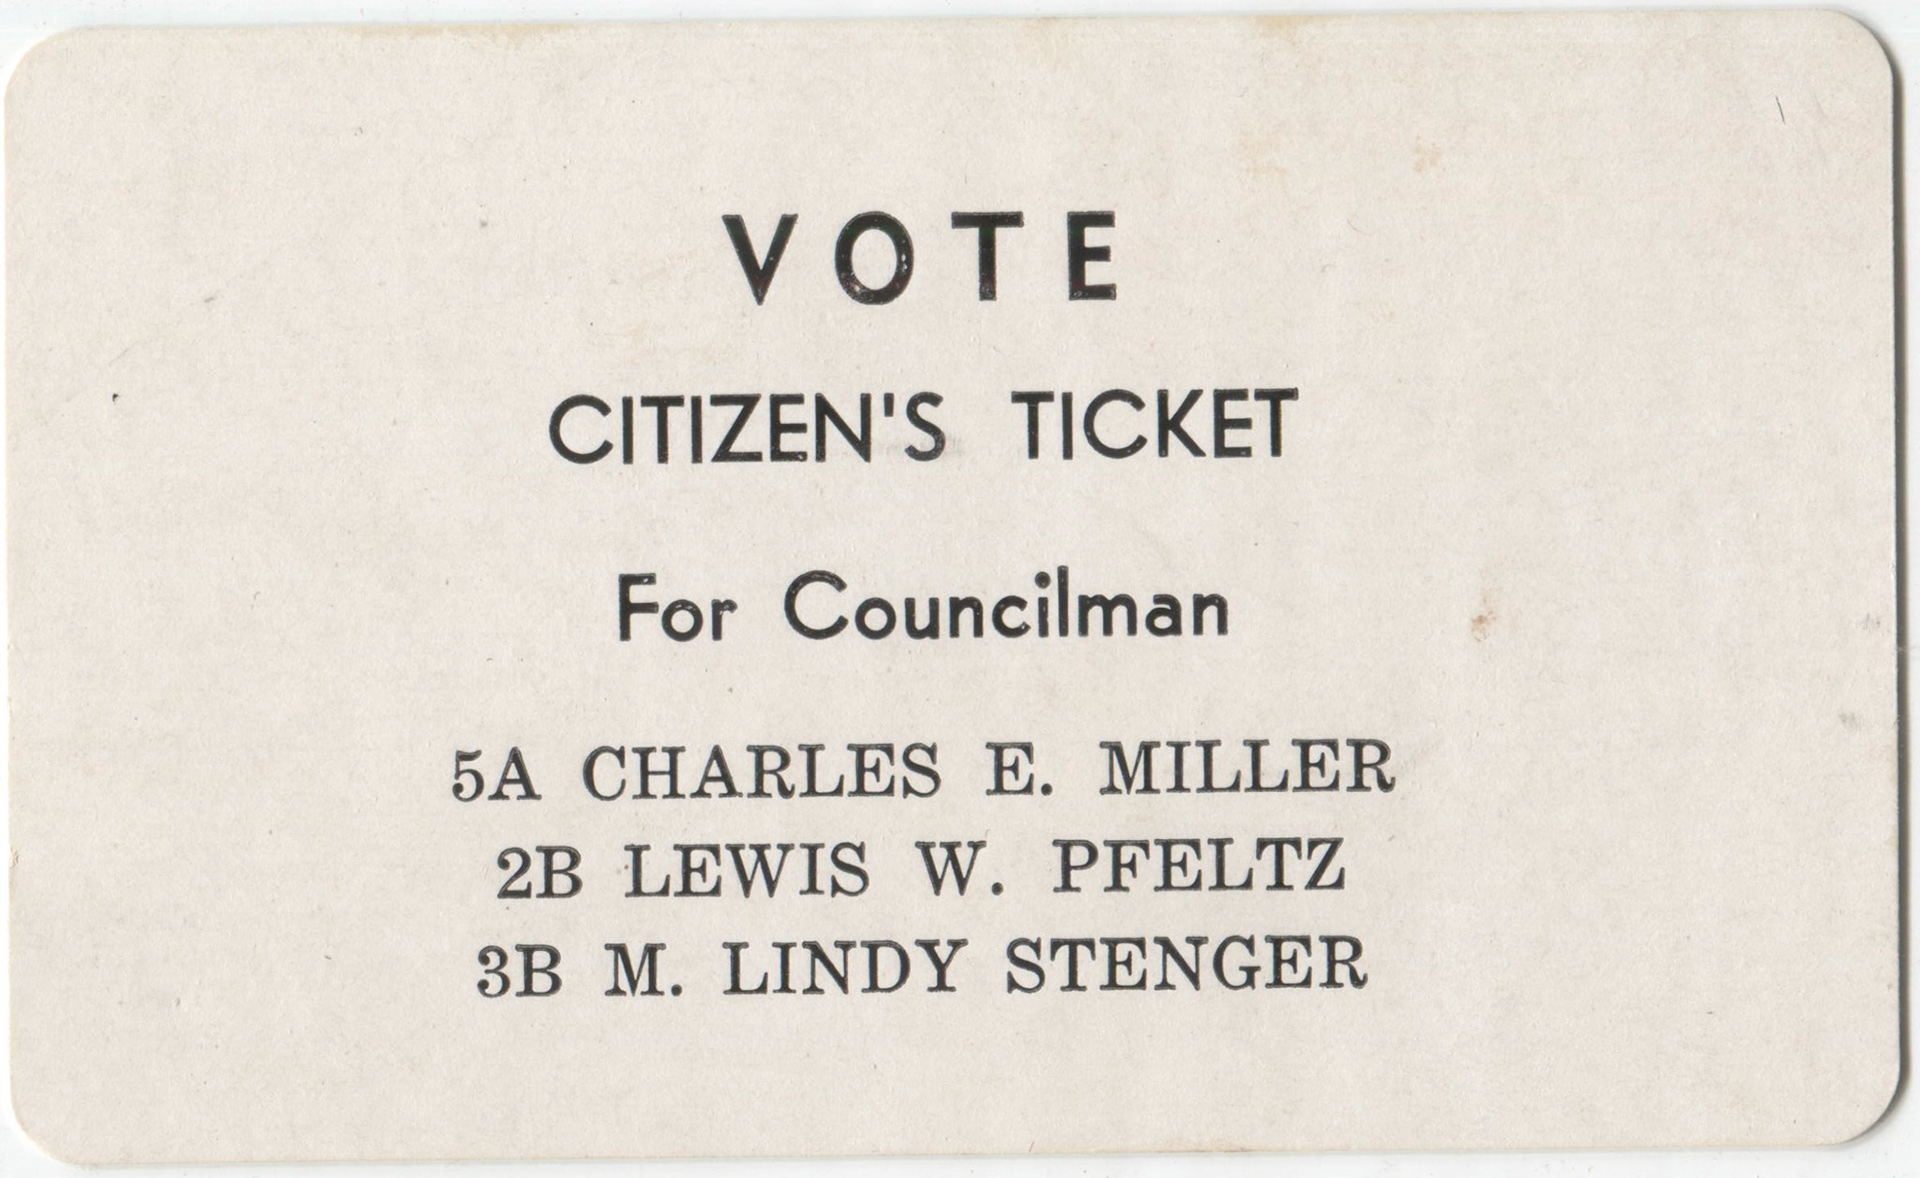 VOTE
CITIZEN'S TICKET
For Councilman
5A CHARLES E. MILLER
2B LEWIS W. PFELTZ
3B M. LINDY STENGER